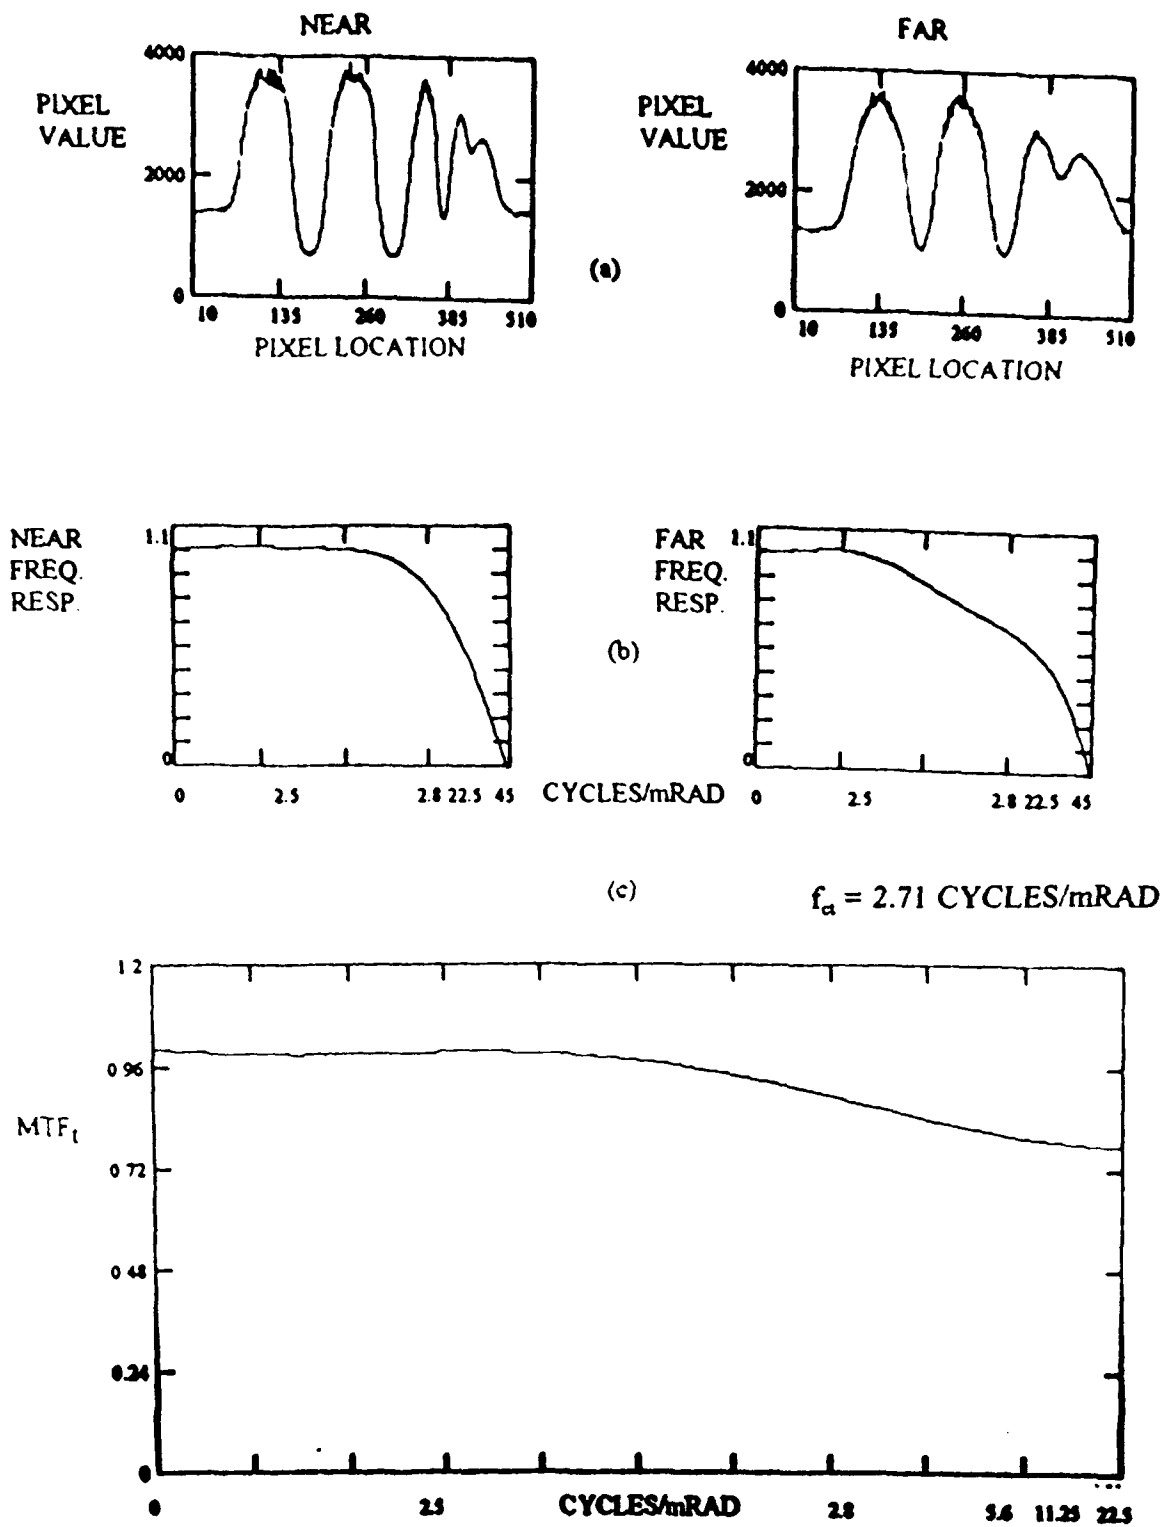 NEAR
FAR
PIXEL
VALUE
4000
2000
0
10 135 260 385 510
PIXEL LOCATION
(a)
PIXEL
VALUE
4000
2000
0
10 135 260 385 510
PIXEL LOCATION
NEAR
FREQ.
RESP.
1.1
0
0 2.5 2.8 22.5 45
CYCLES/mRAD
(b)
FAR
FREQ.
RESP.
1.1
0
0 2.5 2.8 22.5 45
(c)
f_ct = 2.71 CYCLES/mRAD
1 2
0 96
MTF_t
0 72
0 48
0.24
0
0 2.5 CYCLES/mRAD 2.8 5.6 11.25 22.5